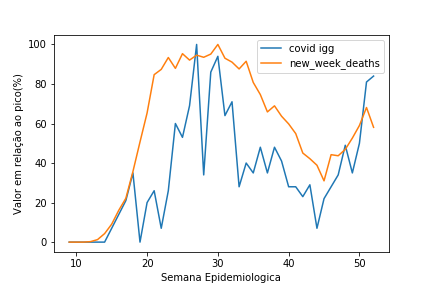 100
80
60
40
20
0
Valor em relação ao pico(%)
covid igg
new_week_deaths
10
20
30
40
50
Semana Epidemiologica